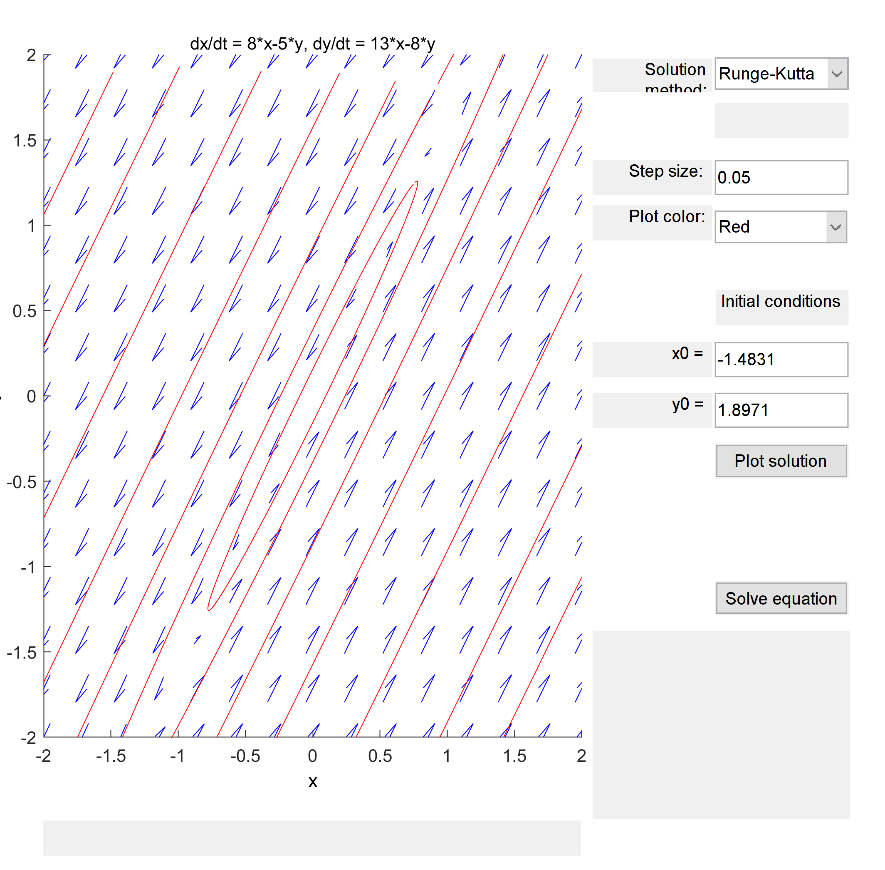 dx/dt = 8*x-5*y, dy/dt = 13*x-8*y
2
1.5
1
0.5
0
-0.5
-1
-1.5
-2
-2 -1.5 -1 -0.5 0 0.5 1 1.5 2
x
Solution
method:
Runge-Kutta
Step size:
0.05
Plot color:
Red
Initial conditions
x0 =
-1.4831
y0 =
1.8971
Plot solution
Solve equation